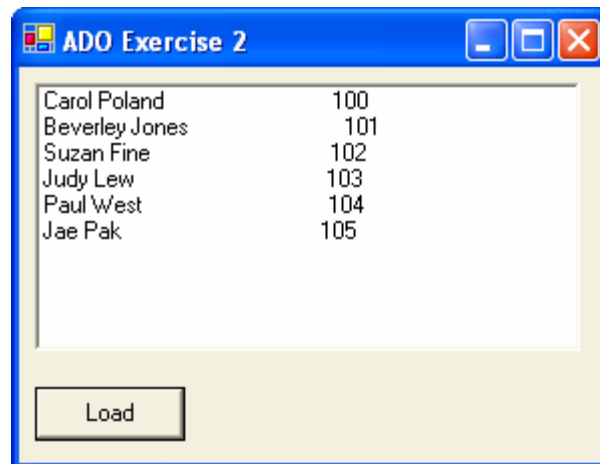 ADO Exercise 2
Carol Poland 100
Beverley Jones 101
Suzan Fine 102
Judy Lew 103
Paul West 104
Jae Pak 105
Load